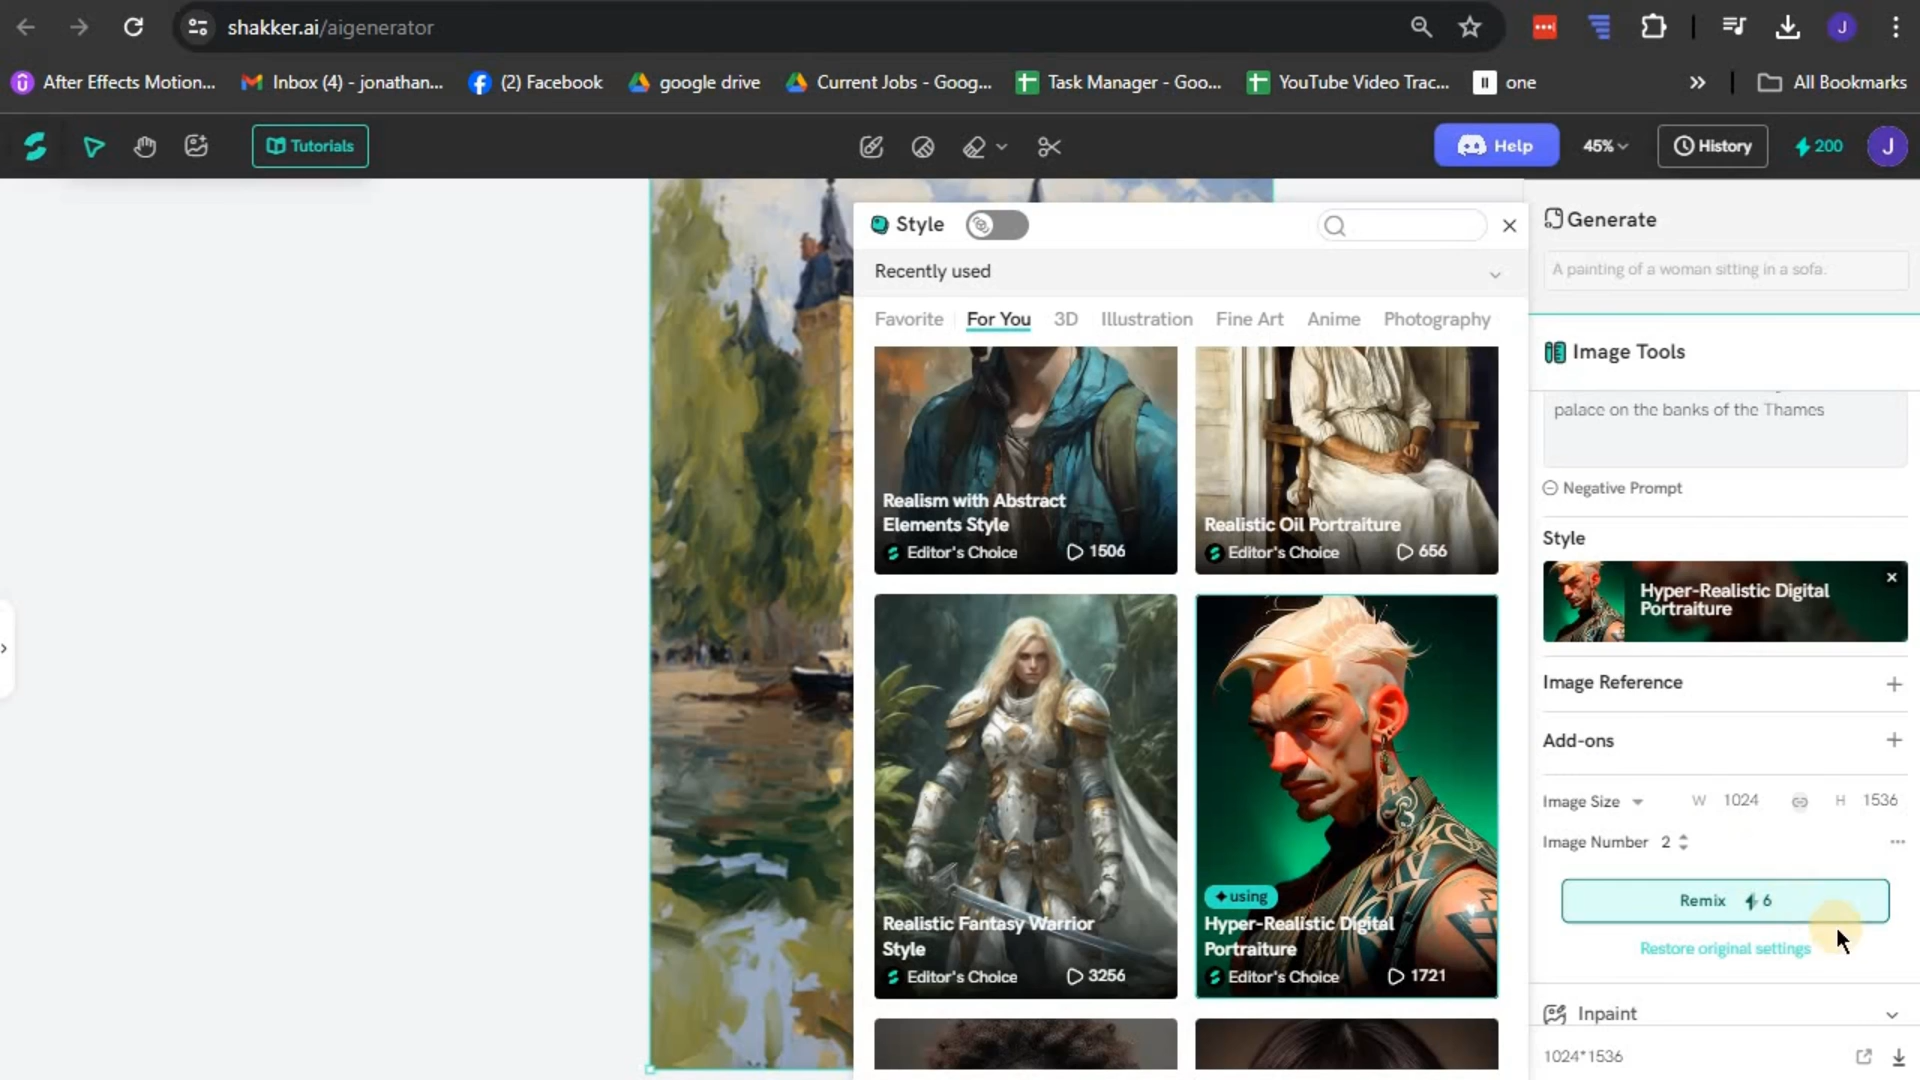 shakker.ai/aigenerator
J
After Effects Motion...
Inbox (4) - jonathan...
(2) Facebook
google drive
Current Jobs - Goog...
Task Manager - Goo...
YouTube Video Trac...
one
All Bookmarks
Tutorials
Help
45%
History
200
J
Style
Recently used
Favorite
For You
3D
Illustration
Fine Art
Anime
Photography
Realism with Abstract
Elements Style
Editor's Choice
1506
Realistic Oil Portraiture
Editor's Choice
656
Realistic Fantasy Warrior
Style
Editor's Choice
3256
using
Hyper-Realistic Digital
Portraiture
Editor's Choice
1721
Generate
A painting of a woman sitting in a sofa.
Image Tools
palace on the banks of the Thames
Negative Prompt
Style
Hyper-Realistic Digital
Portraiture
Image Reference
Add-ons
Image Size
W 1024
H 1536
Image Number 2
Remix 6
Restore original settings
Inpaint
1024*1536